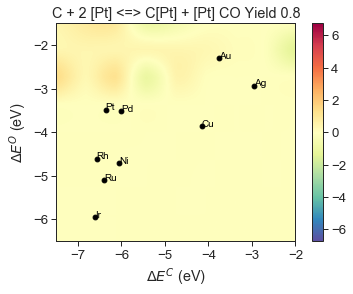 C + 2 [Pt] <=> C[Pt] + [Pt] CO Yield 0.8
−2
−3
−4
−5
−6
ΔE^O (eV)
Au
Ag
Pt
Pd
Cu
Rh
Ni
Ru
Ir
−7
−6
−5
−4
−3
−2
ΔE^C (eV)
6
4
2
0
−2
−4
−6